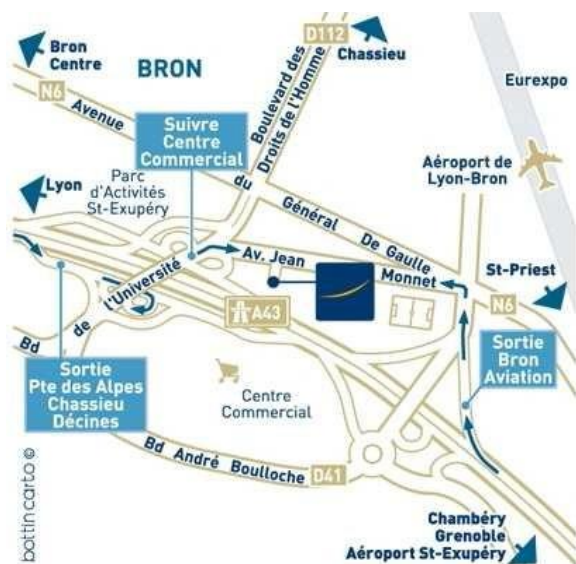 Bron
Centre
BRON
D112
Chassieu
Eurexpo
N6
Avenue
du
Général
De Gaulle
Boulevard des
Droits de l'Homme
Suivre
Centre
Commercial
Aéroport de
Lyon-Bron
Lyon
Parc
d'Activités
St-Exupéry
Av. Jean
Monnet
St-Priest
N6
Bd
de
l'Université
A43
Sortie
Pte des Alpes
Chassieu
Décines
Sortie
Bron
Aviation
Centre
Commercial
Bd André Boulloche
D41
Chambéry
Grenoble
Aéroport St-Exupéry
bottincarto ©